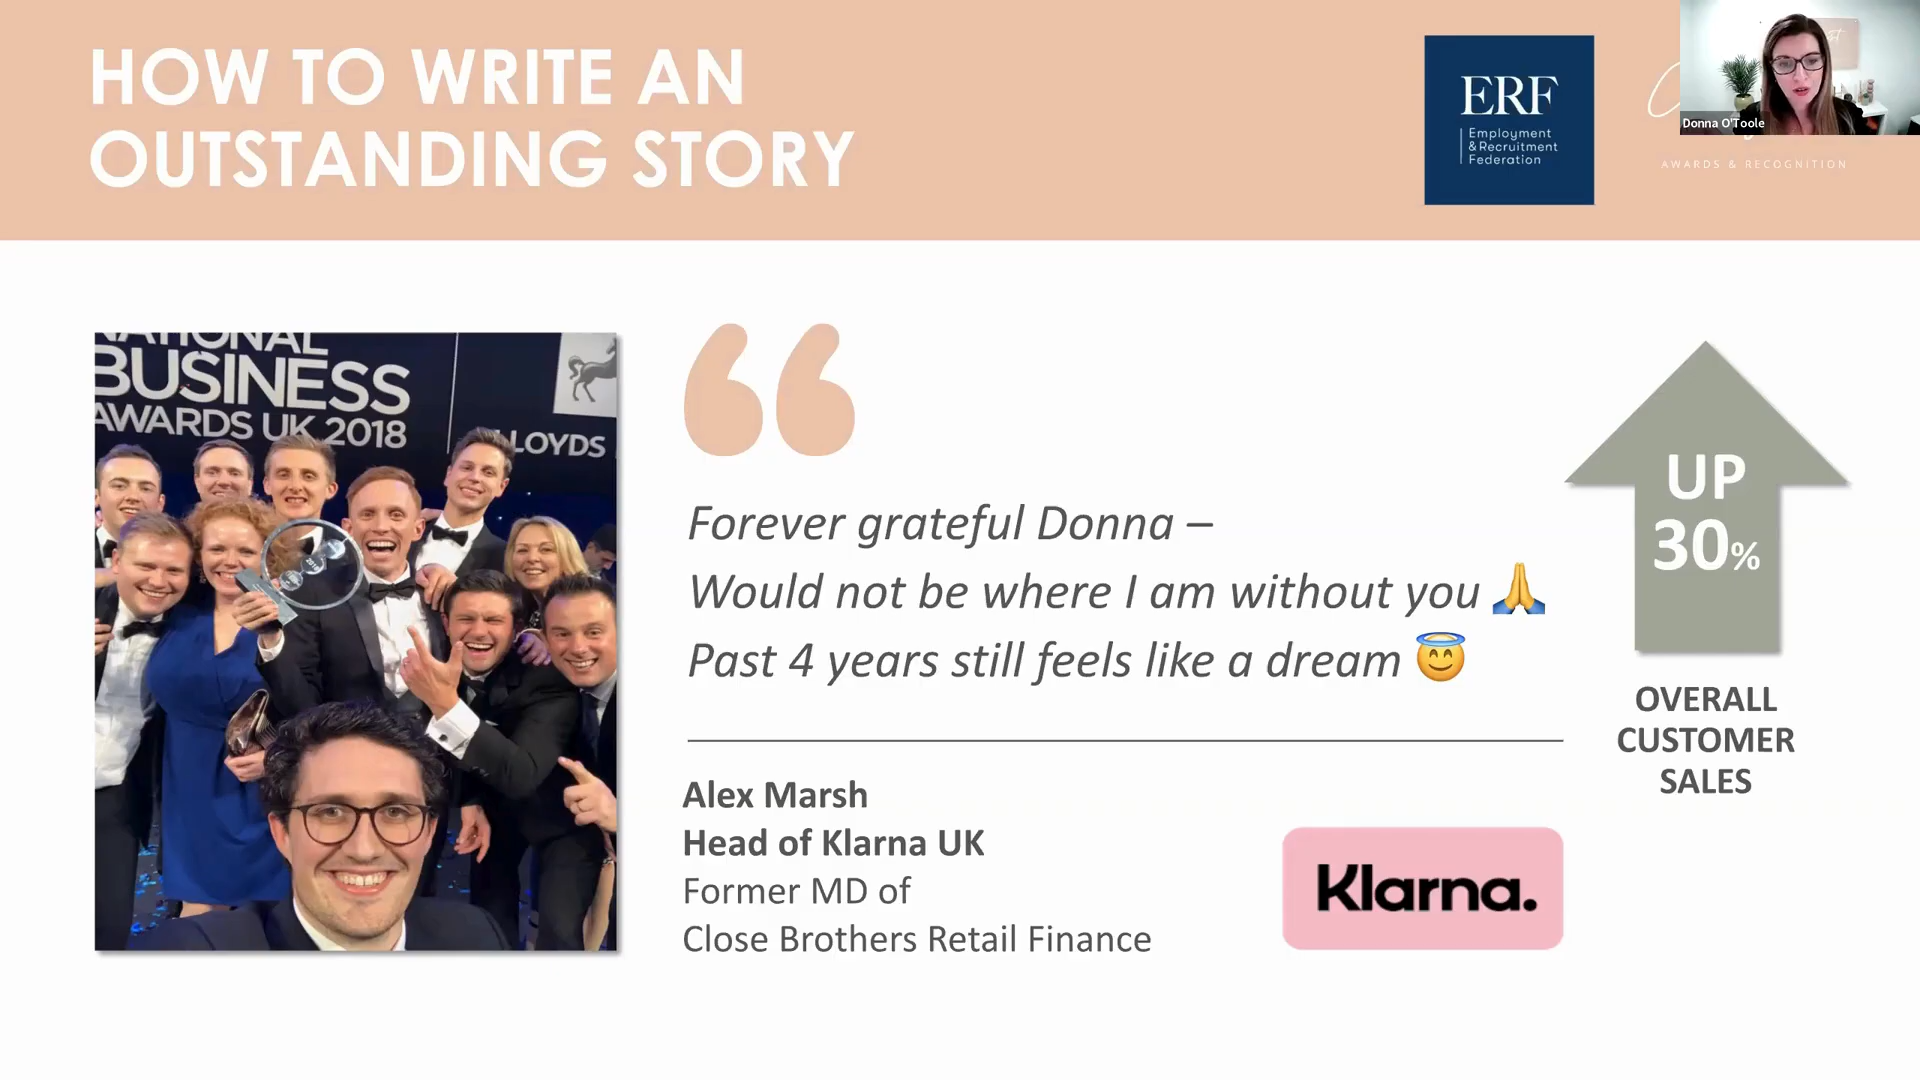 HOW TO WRITE AN
OUTSTANDING STORY
ERF
Employment
& Recruitment
Federation
Donna O'Toole
AWARDS & RECOGNITION
NATIONAL
BUSINESS
AWARDS UK 2018
LLOYDS
“
Forever grateful Donna –
Would not be where I am without you 🙏
Past 4 years still feels like a dream 😇
UP
30%
OVERALL
CUSTOMER
SALES
Alex Marsh
Head of Klarna UK
Former MD of
Close Brothers Retail Finance
Klarna.